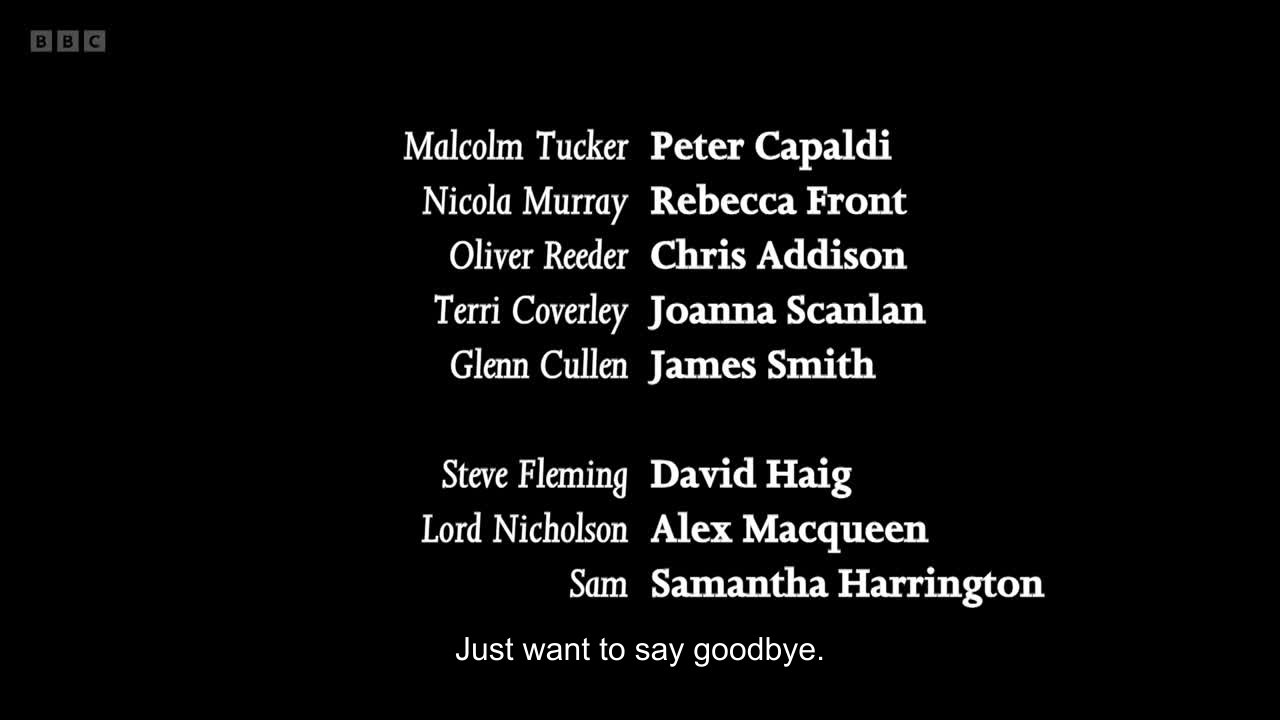 BBC
Malcolm Tucker Peter Capaldi
Nicola Murray Rebecca Front
Oliver Reeder Chris Addison
Terri Coverley Joanna Scanlan
Glenn Cullen James Smith
Steve Fleming David Haig
Lord Nicholson Alex Macqueen
Sam Samantha Harrington
Just want to say goodbye.